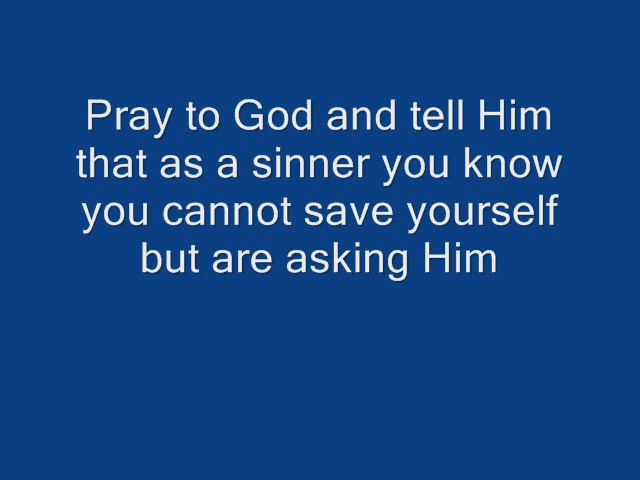 Pray to God and tell Him
that as a sinner you know
you cannot save yourself
but are asking Him